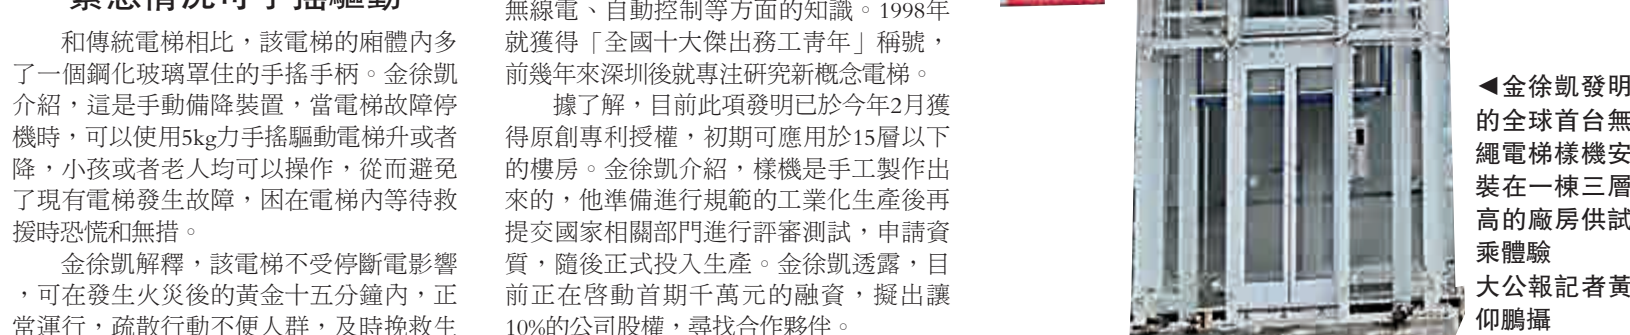 緊急情況可手搖驅動
和傳統電梯相比，該電梯的廂體內多
了一個鋼化玻璃罩住的手搖手柄。金徐凱
介紹，這是手動備降裝置，當電梯故障停
機時，可以使用5kg力手搖驅動電梯升或者
降，小孩或者老人均可以操作，從而避免
了現有電梯發生故障，困在電梯內等待救
援時恐慌和無措。
金徐凱解釋，該電梯不受停斷電影響
，可在發生火災後的黃金十五分鐘內，正
常運行，疏散行動不便人群，及時挽救生
無線電、自動控制等方面的知識。1998年
就獲得「全國十大傑出務工青年」稱號，
前幾年來深圳後就專注研究新概念電梯。
據了解，目前此項發明已於今年2月獲
得原創專利授權，初期可應用於15層以下
的樓房。金徐凱介紹，樣機是手工製作出
來的，他準備進行規範的工業化生產後再
提交國家相關部門進行評審測試，申請資
質，隨後正式投入生產。金徐凱透露，目
前正在啓動首期千萬元的融資，擬出讓
10%的公司股權，尋找合作夥伴。
◀金徐凱發明
的全球首台無
繩電梯樣機安
裝在一棟三層
高的廠房供試
乘體驗
大公報記者黃
仰鵬攝